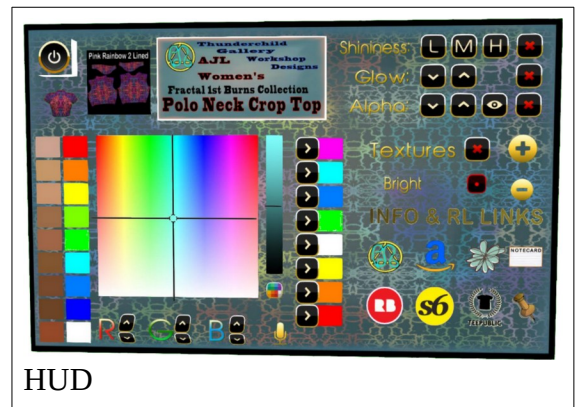 Pink Rainbow 2 Lined
Thunderchild
Gallery
AJL Workshop
Designs
Women's
Fractal 1st Burns Collection
Polo Neck Crop Top
Shininess: L M H
Glow:
Alpha:
Textures
Bright
INFO & RL LINKS
a
NOTECARD
RB
s6
TEEPUBLIC
R G B
HUD